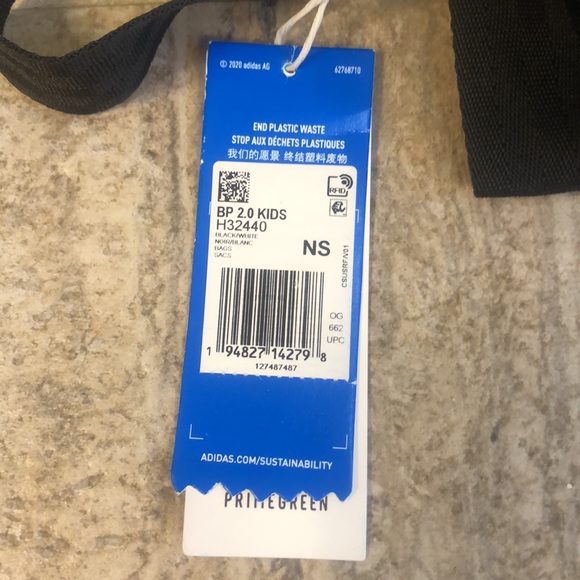 © 2020 adidas AG 62768710
END PLASTIC WASTE
STOP AUX DÉCHETS PLASTIQUES
我们的愿景 终结塑料废物
RFID
BP 2.0 KIDS
H32440
BLACK/WHITE
NOIR/BLANC
BAGS
SACS
NS
CSUSRFIV01
OG
662
UPC
1 94827 14279 8
127487487
ADIDAS.COM/SUSTAINABILITY
PRIMEGREEN